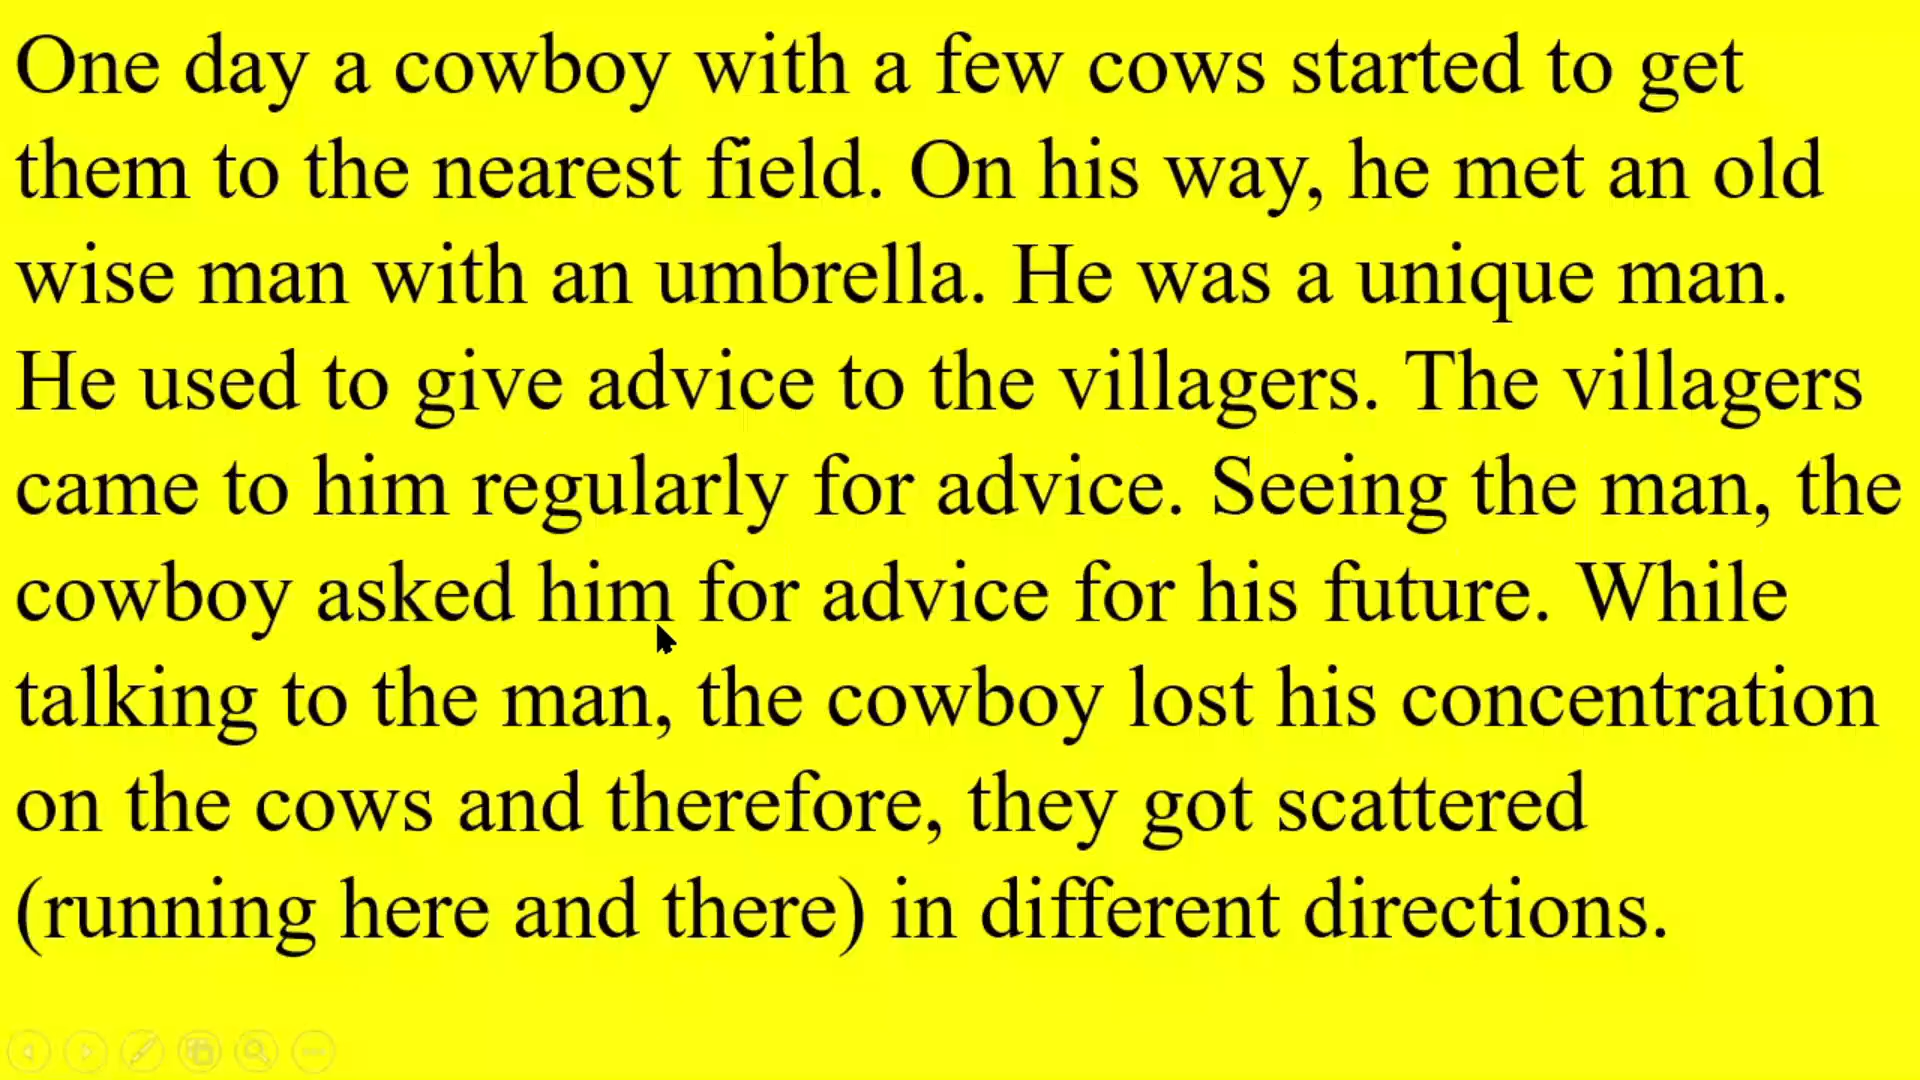 One day a cowboy with a few cows started to get
them to the nearest field. On his way, he met an old
wise man with an umbrella. He was a unique man.
He used to give advice to the villagers. The villagers
came to him regularly for advice. Seeing the man, the
cowboy asked him for advice for his future. While
talking to the man, the cowboy lost his concentration
on the cows and therefore, they got scattered
(running here and there) in different directions.